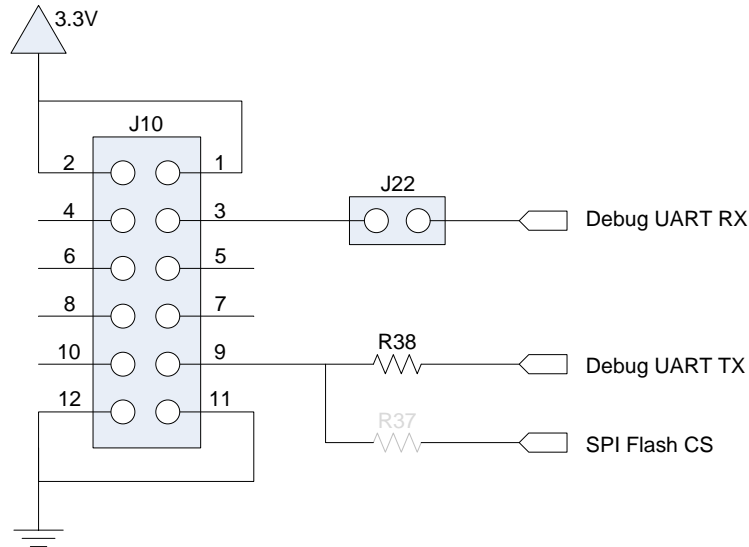 3.3V
J10
2 1
J22
4 3
Debug UART RX
6 5
8 7
R38
10 9
Debug UART TX
12 11
R37
SPI Flash CS